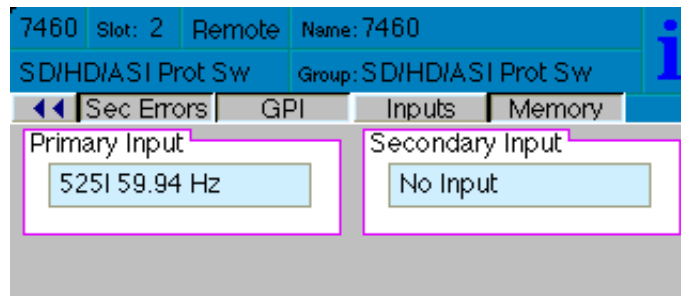 7460 Slot: 2 Remote Name: 7460 i
SD/HD/ASI Prot Sw Group: SD/HD/ASI Prot Sw
Sec Errors GPI Inputs Memory
Primary Input Secondary Input
525I 59.94 Hz No Input